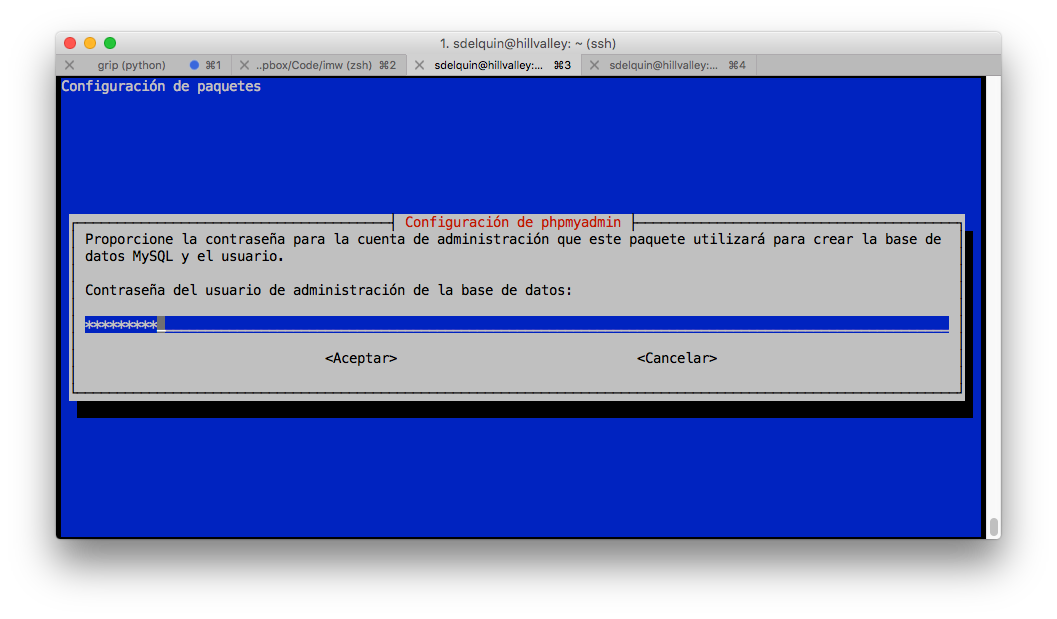 1. sdelquin@hillvalley: ~ (ssh)
grip (python) ⌘1 ..pbox/Code/imw (zsh) ⌘2 sdelquin@hillvalley:... ⌘3 sdelquin@hillvalley:... ⌘4
Configuración de paquetes
Configuración de phpmyadmin
Proporcione la contraseña para la cuenta de administración que este paquete utilizará para crear la base de
datos MySQL y el usuario.
Contraseña del usuario de administración de la base de datos:
*********
<Aceptar> <Cancelar>